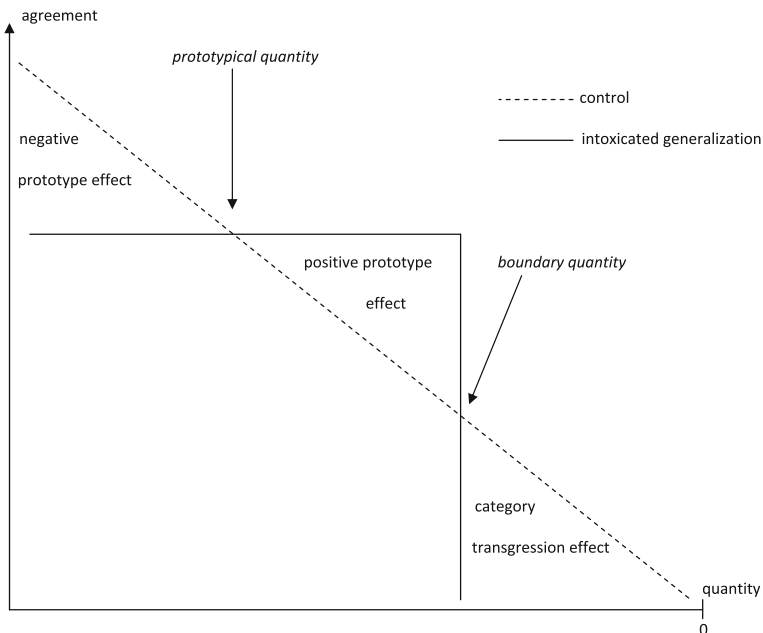 agreement
prototypical quantity
control
negative
intoxicated generalization
prototype effect
positive prototype
boundary quantity
effect
category
transgression effect
quantity
0